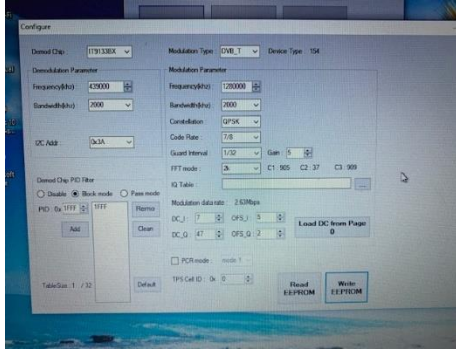 Configure
Demod Chip : IT9133BX Modulation Type : DVB_T Device Type : 154
Demodulation Parameter Modulation Parameter
Frequency(khz) : 439000 Frequency(khz) : 1280000
Bandwidth(khz) : 2000 Bandwidth(khz) : 2000
Constellation : QPSK
Code Rate : 7/8
I2C Addr : 0x3A Guard Interval : 1/32 Gain : 5
FFT mode : 2k C1 : 905 C2 : 37 C3 : 909
Demod Chip PID Filter IQ Table : ...
Disable Block mode Pass mode
Modulation data rate : 2.63Mbps
PID : 0x 1FFF 1FFF Remo
DC_I : 7 OFS_I : 5 Load DC from Page 0
Add Clean DC_Q : 47 OFS_Q : 2
PCR mode : mode 1
TableSize : 1 / 32 Default TPS Cell ID : 0x 0 Read EEPROM Write EEPROM